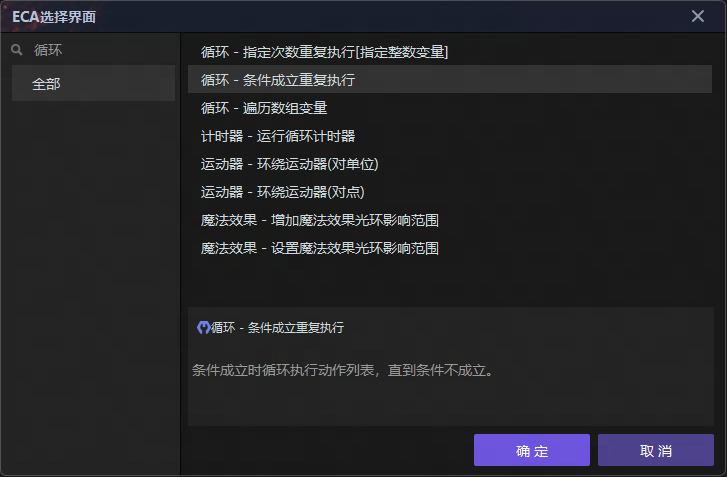 ECA选择界面
循环
全部
循环 - 指定次数重复执行[指定整数变量]
循环 - 条件成立重复执行
循环 - 遍历数组变量
计时器 - 运行循环计时器
运动器 - 环绕运动器(对单位)
运动器 - 环绕运动器(对点)
魔法效果 - 增加魔法效果光环影响范围
魔法效果 - 设置魔法效果光环影响范围
循环 - 条件成立重复执行
条件成立时循环执行动作列表，直到条件不成立。
确 定
取 消